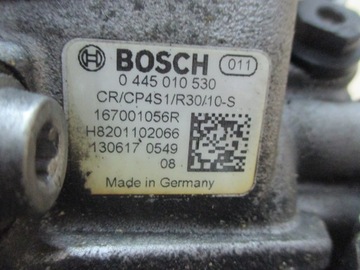 BOSCH 011
0 445 010 530
CR/CP4S1/R30/10-S
167001056R
H8201102066
130617 0549
08
Made in Germany